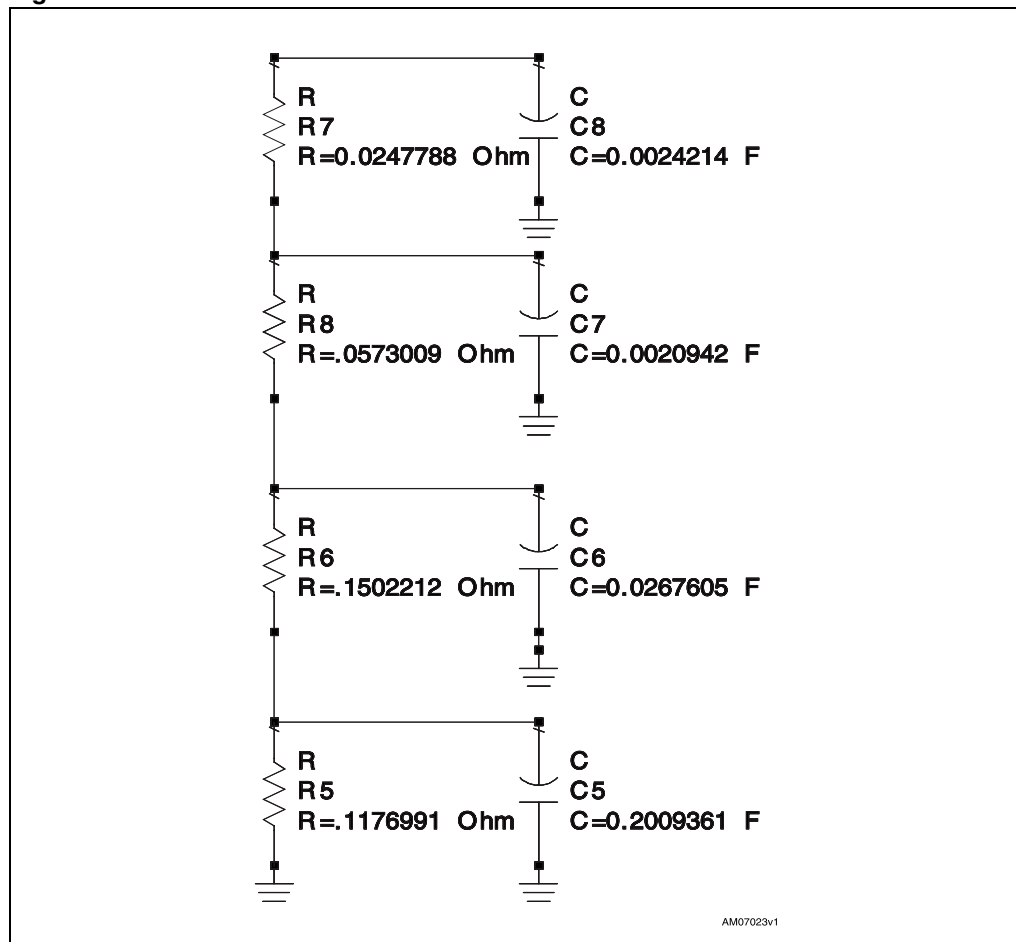 R
R7
R=0.0247788 Ohm
C
C8
C=0.0024214 F
R
R8
R=.0573009 Ohm
C
C7
C=0.0020942 F
R
R6
R=.1502212 Ohm
C
C6
C=0.0267605 F
R
R5
R=.1176991 Ohm
C
C5
C=0.2009361 F
AM07023v1